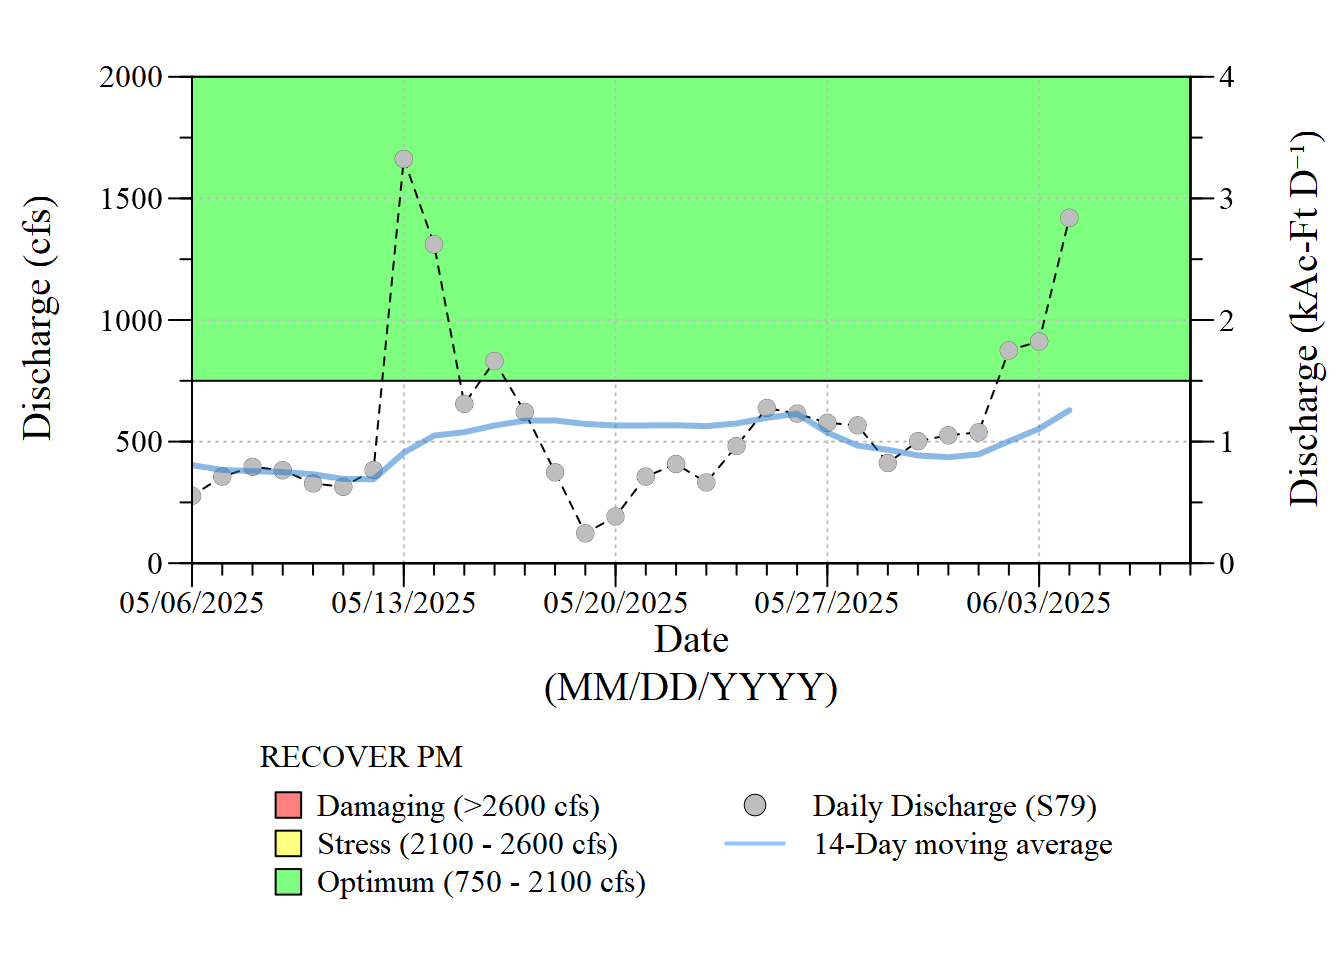 2000
1500
1000
500
0
Discharge (cfs)
4
3
2
1
0
Discharge (kAc-Ft D⁻¹)
05/06/2025 05/13/2025 05/20/2025 05/27/2025 06/03/2025
Date
(MM/DD/YYYY)
RECOVER PM
Damaging (>2600 cfs)
Stress (2100 - 2600 cfs)
Optimum (750 - 2100 cfs)
Daily Discharge (S79)
14-Day moving average